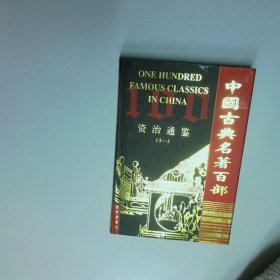 ONE HUNDRED
FAMOUS CLASSICS
IN CHINA
100
资治通鉴
(十一)
中國古典名著百部